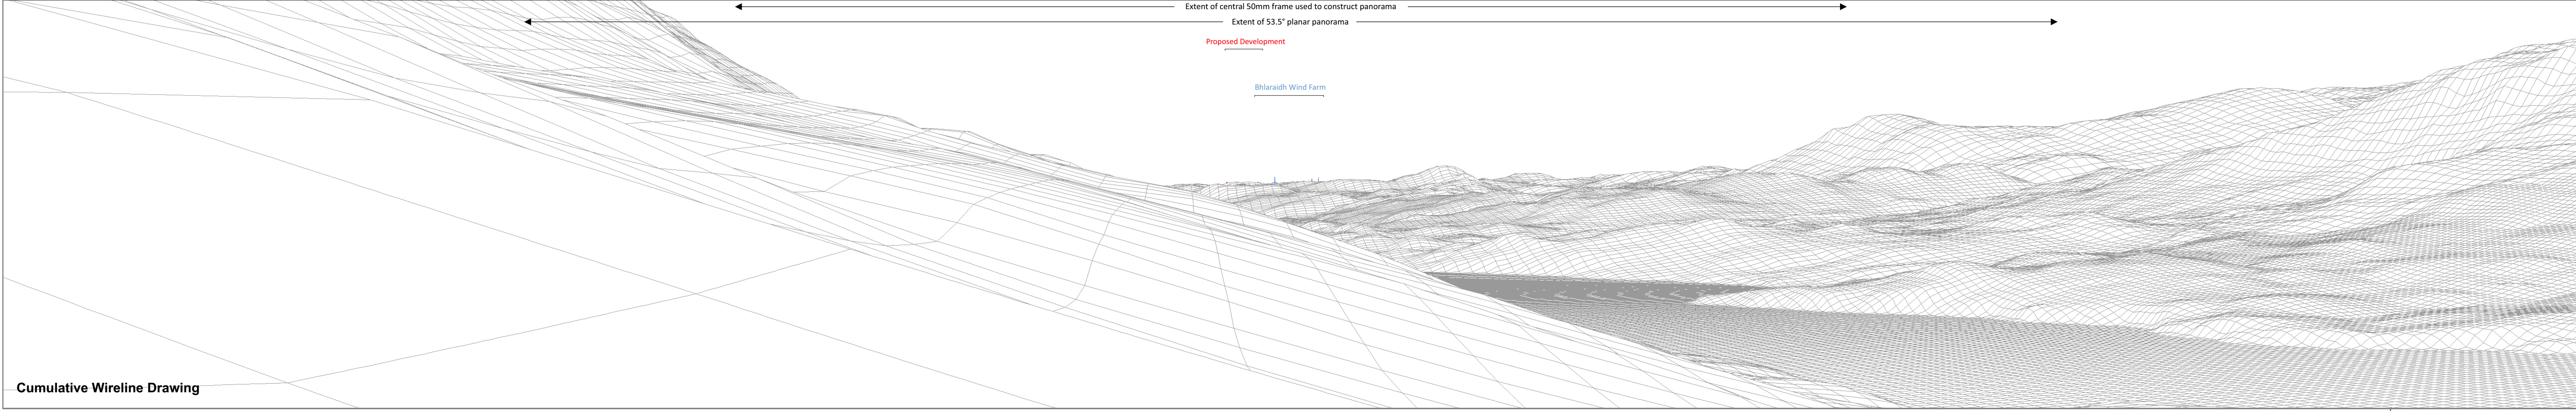 Extent of central 50mm frame used to construct panorama
Extent of 53.5° planar panorama
Proposed Development
Bhlaraidh Wind Farm
Cumulative Wireline Drawing